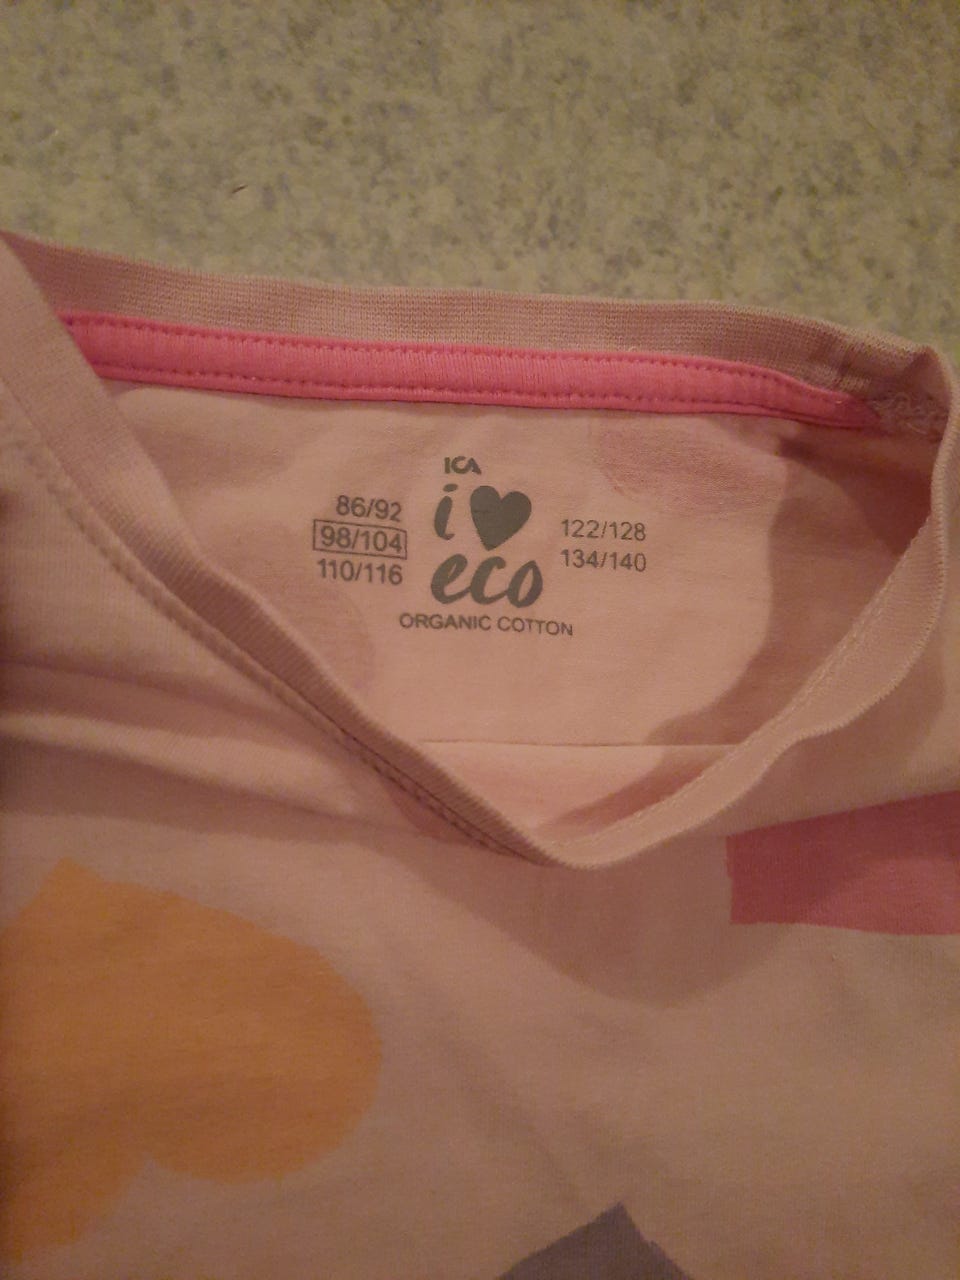 ICA
i
eco
ORGANIC COTTON
86/92
98/104
110/116
122/128
134/140